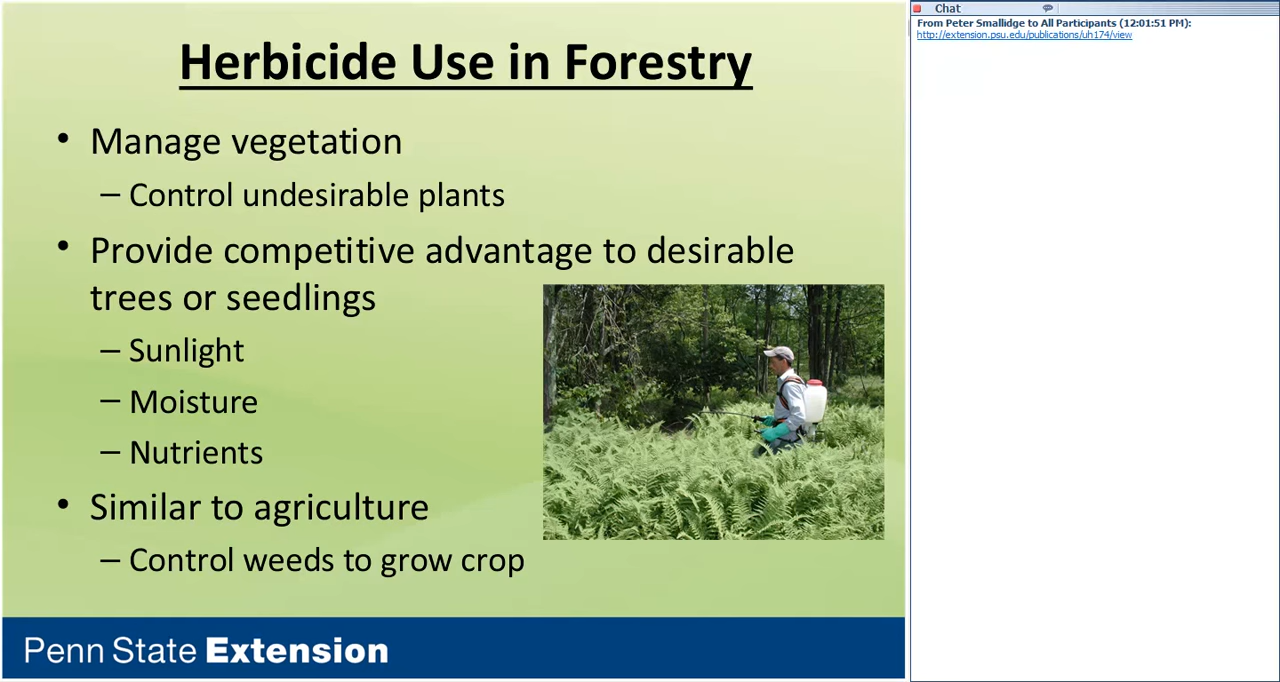 Herbicide Use in Forestry
• Manage vegetation
– Control undesirable plants
• Provide competitive advantage to desirable
trees or seedlings
– Sunlight
– Moisture
– Nutrients
• Similar to agriculture
– Control weeds to grow crop
Penn State Extension
Chat
From Peter Smallidge to All Participants (12:01:51 PM):
http://extension.psu.edu/publications/uh174/view